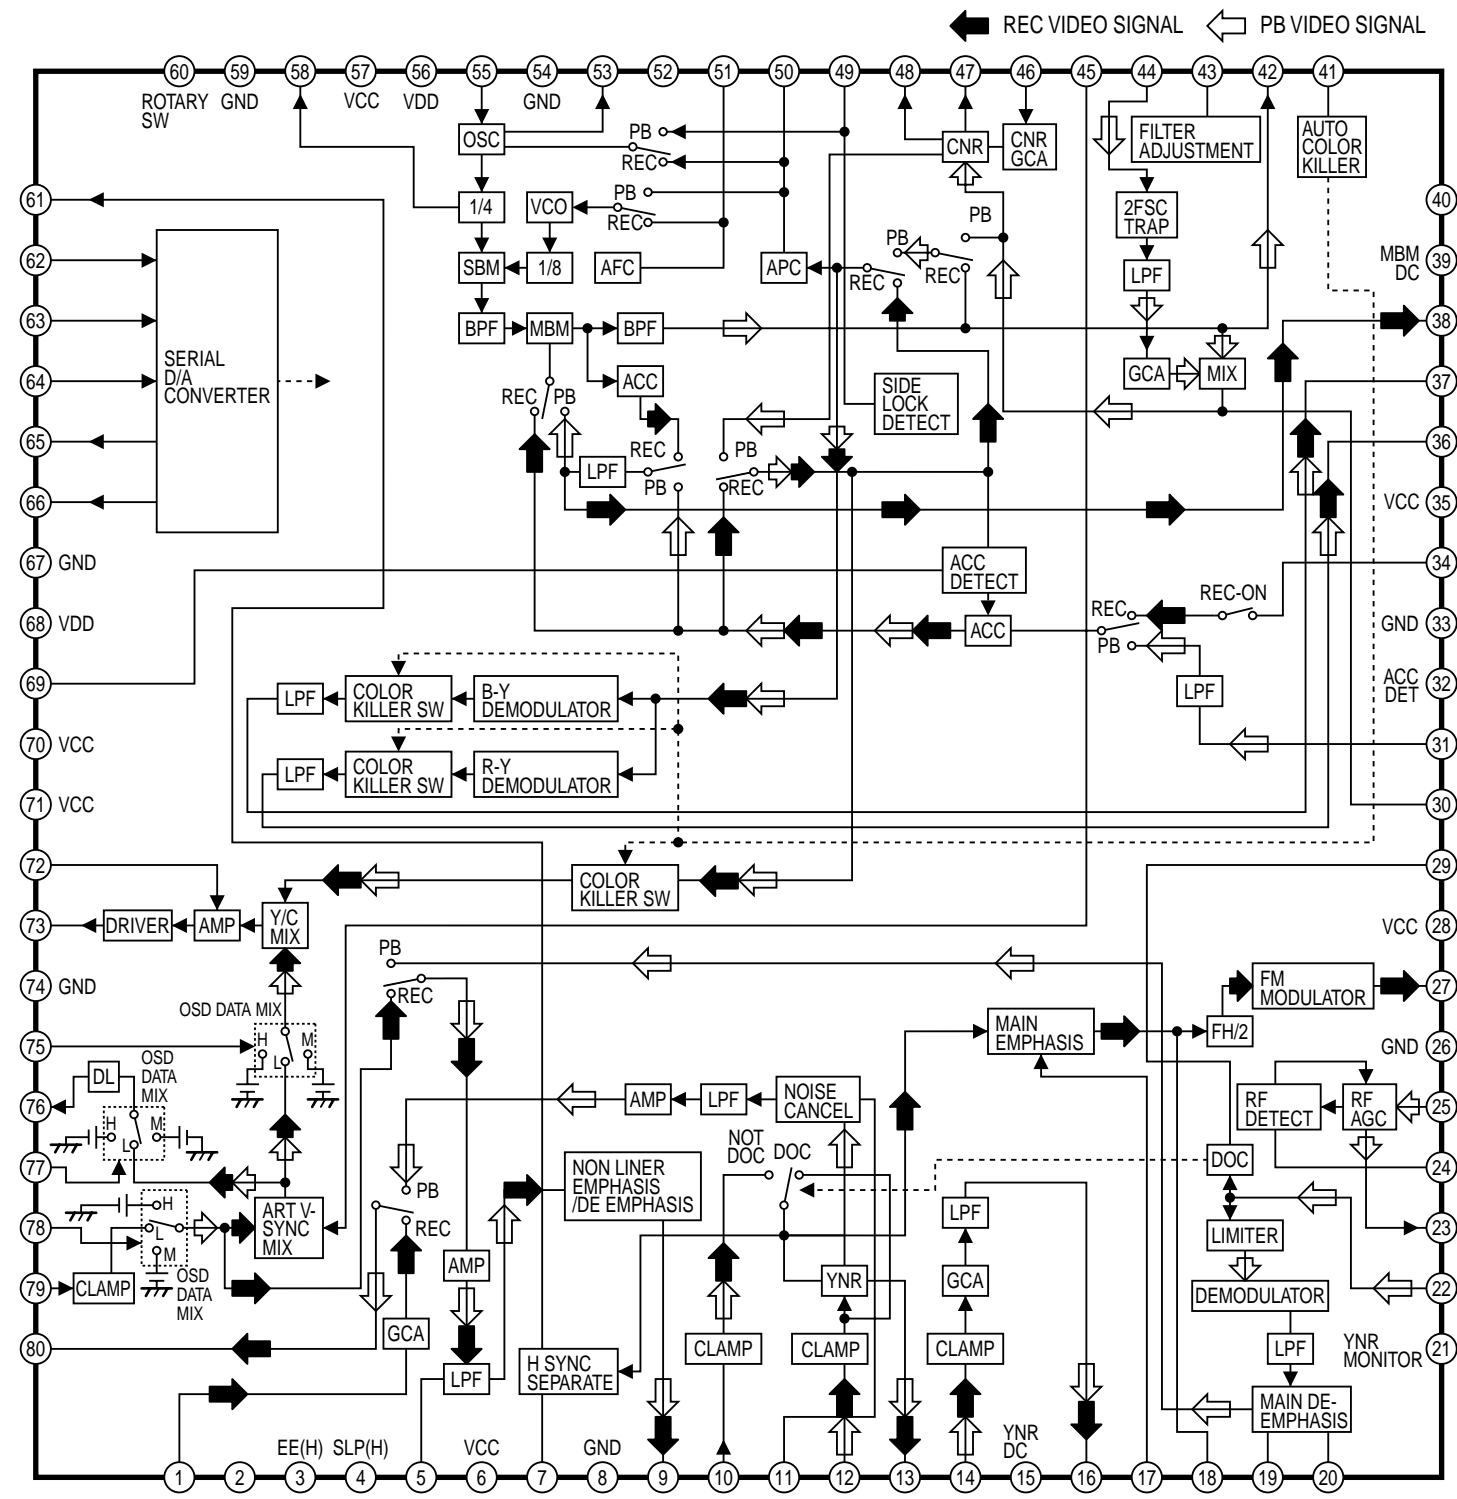 REC VIDEO SIGNAL
PB VIDEO SIGNAL
60 59 58 57 56 55 54 53 52 51 50 49 48 47 46 45 44 43 42 41
ROTARY
SW
GND
VCC
VDD
GND
OSC
PB
REC
CNR
CNR
GCA
FILTER
ADJUSTMENT
AUTO
COLOR
KILLER
61
1/4
VCO
PB
REC
2FSC
TRAP
40
PB
PB
REC
REC
62
SBM
1/8
AFC
APC
LPF
MBM
DC
39
63
BPF
MBM
BPF
38
SERIAL
D/A
CONVERTER
64
ACC
SIDE
LOCK
DETECT
GCA
MIX
37
REC
PB
65
REC
PB
36
LPF
PB
REC
66
VCC
35
67
GND
ACC
DETECT
34
REC-ON
68
VDD
REC
PB
ACC
GND
33
69
LPF
COLOR
KILLER SW
B-Y
DEMODULATOR
LPF
ACC
DET
32
70
VCC
31
LPF
COLOR
KILLER SW
R-Y
DEMODULATOR
71
VCC
30
72
COLOR
KILLER SW
29
73
DRIVER
AMP
Y/C
MIX
VCC
28
PB
REC
74
GND
FM
MODULATOR
27
OSD DATA MIX
MAIN
EMPHASIS
FH/2
75
H
L
M
GND
26
DL
OSD
DATA
MIX
76
H
L
M
AMP
LPF
NOISE
CANCEL
RF
DETECT
RF
AGC
25
77
NOT
DOC
DOC
DOC
24
NON LINER
EMPHASIS
/DE EMPHASIS
PB
REC
78
H
L
M
ART V-
SYNC
MIX
LPF
LIMITER
23
79
CLAMP
OSD
DATA
MIX
AMP
YNR
GCA
DEMODULATOR
22
80
GCA
CLAMP
CLAMP
CLAMP
LPF
YNR
MONITOR
21
LPF
H SYNC
SEPARATE
MAIN DE-
EMPHASIS
EE(H)
SLP(H)
VCC
GND
YNR
DC
1 2 3 4 5 6 7 8 9 10 11 12 13 14 15 16 17 18 19 20